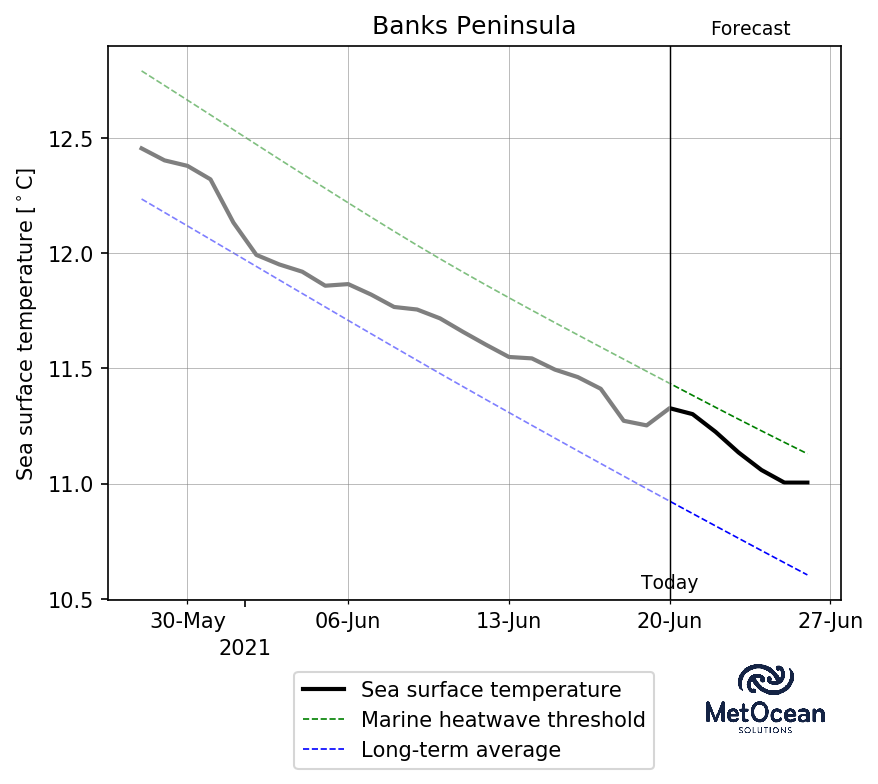 Banks Peninsula
Forecast
Sea surface temperature [°C]
12.5
12.0
11.5
11.0
10.5
Today
30-May
06-Jun
13-Jun
20-Jun
27-Jun
2021
Sea surface temperature
Marine heatwave threshold
Long-term average
MetOcean
SOLUTIONS